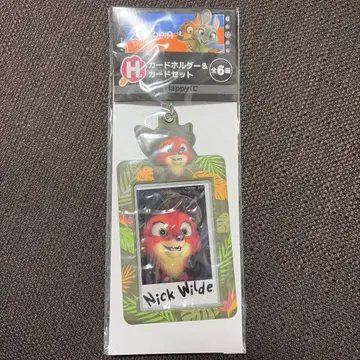 H
カードホルダー&
カードセット
全6種
Happyくじ
Nick Wilde